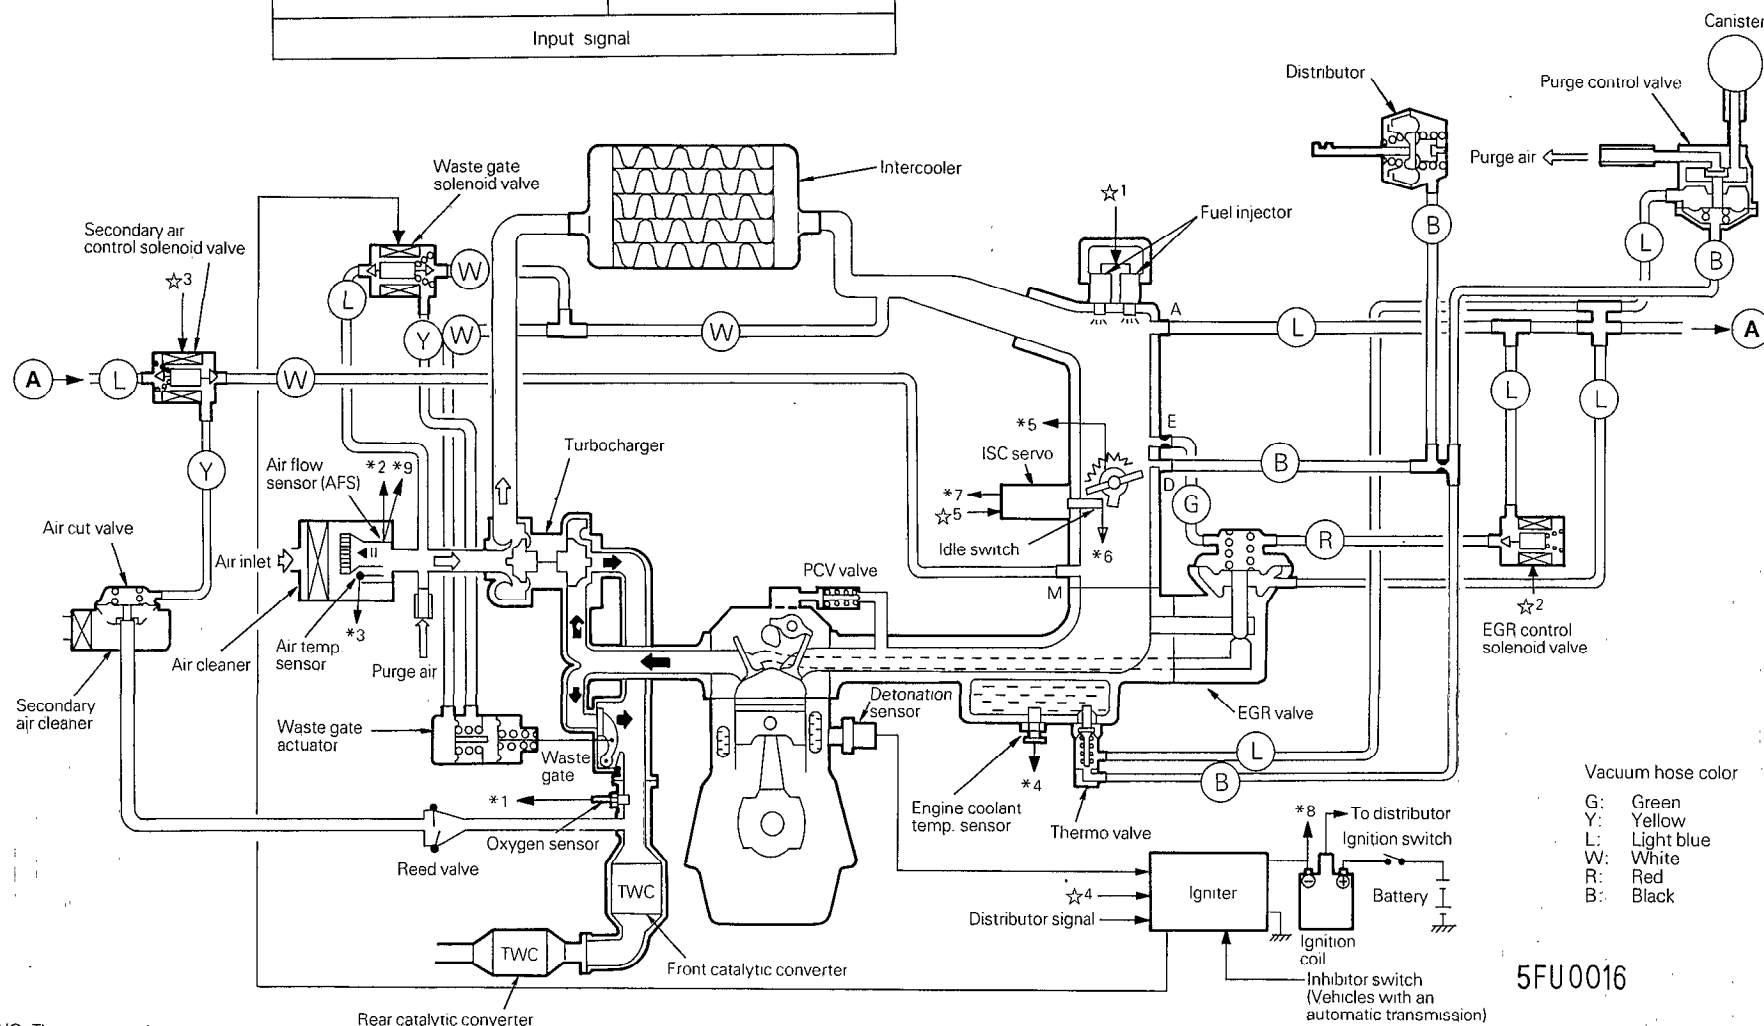 Input signal
Canister
Distributor
Purge control valve
Purge air
Waste gate
solenoid valve
Intercooler
☆1
Fuel injector
Secondary air
control solenoid valve
☆3
L
W
B
L
B
A
L
A
Y
W
W
A
L
W
L
L
E
*5
Turbocharger
ISC servo
B
Y
Air flow
sensor (AFS)
*2
*9
D
*7
☆5
G
Air cut valve
Idle switch
R
*6
Air inlet
PCV valve
M
☆2
EGR control
solenoid valve
*3
Air temp.
sensor
Air cleaner
Purge air
Secondary
air cleaner
Detonation
sensor
EGR valve
Waste gate
actuator
Waste
gate
L
B
*4
*1
Oxygen sensor
Engine coolant
temp. sensor
Thermo valve
Reed valve
Vacuum hose color
G: Green
Y: Yellow
L: Light blue
W: White
R: Red
B: Black
*8
To distributor
Ignition switch
TWC
☆4
Igniter
Battery
Distributor signal
Ignition
coil
TWC
Front catalytic converter
Inhibitor switch
(Vehicles with an
automatic transmission)
5FU0016
Rear catalytic converter